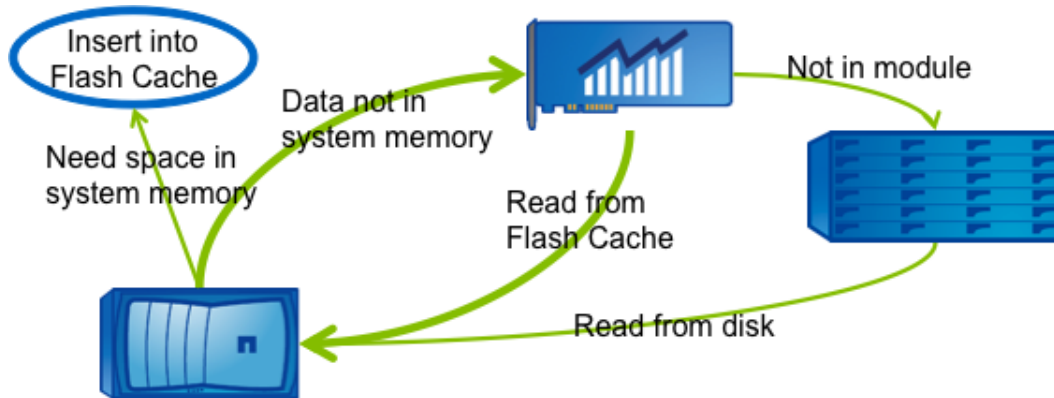 Insert into
Flash Cache
Data not in
system memory
Not in module
Need space in
system memory
Read from
Flash Cache
Read from disk